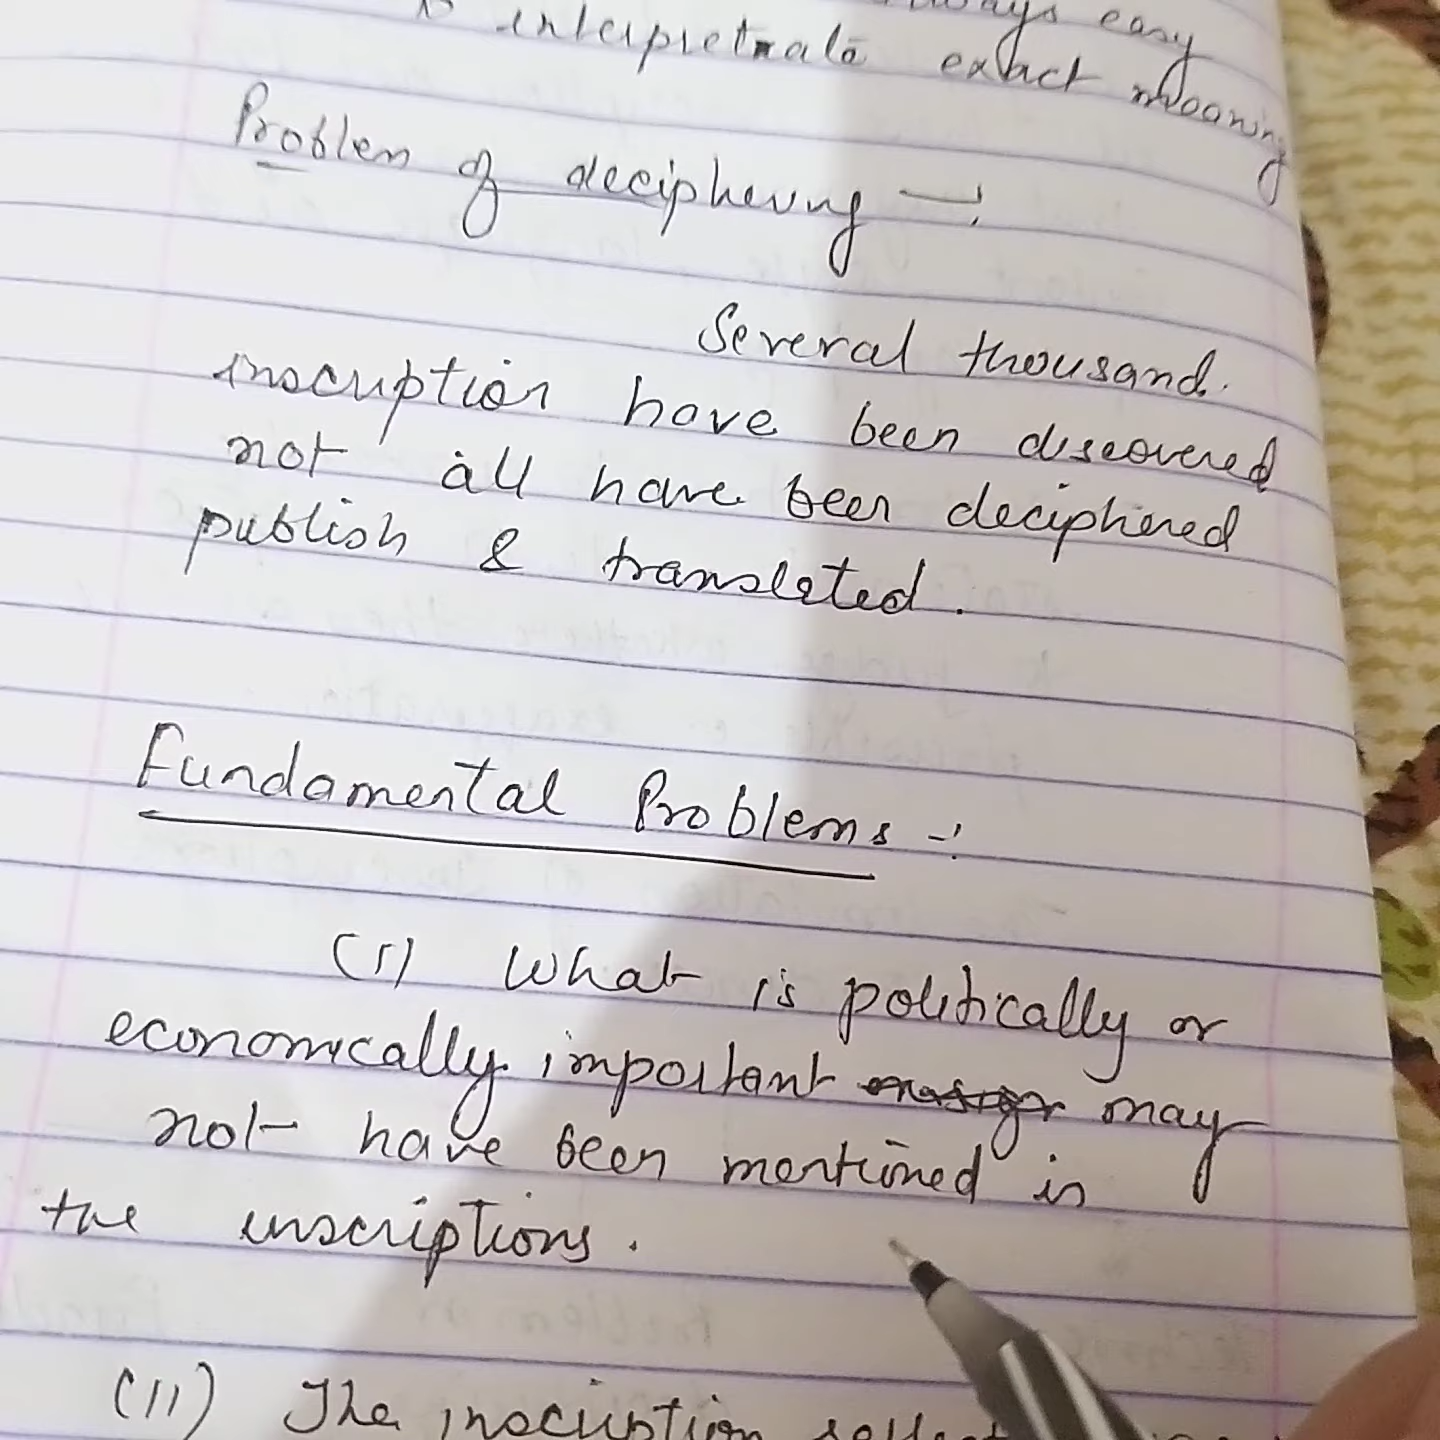 easy
exact meaning
Problem of deciphering -:
Several thousand.
inscription have been discovered
not all have been deciphered
publish & translated.
Fundamental Problems -:
(I) What is politically or
economically important may
not have been mentioned in
the inscriptions.
(II) The inscription